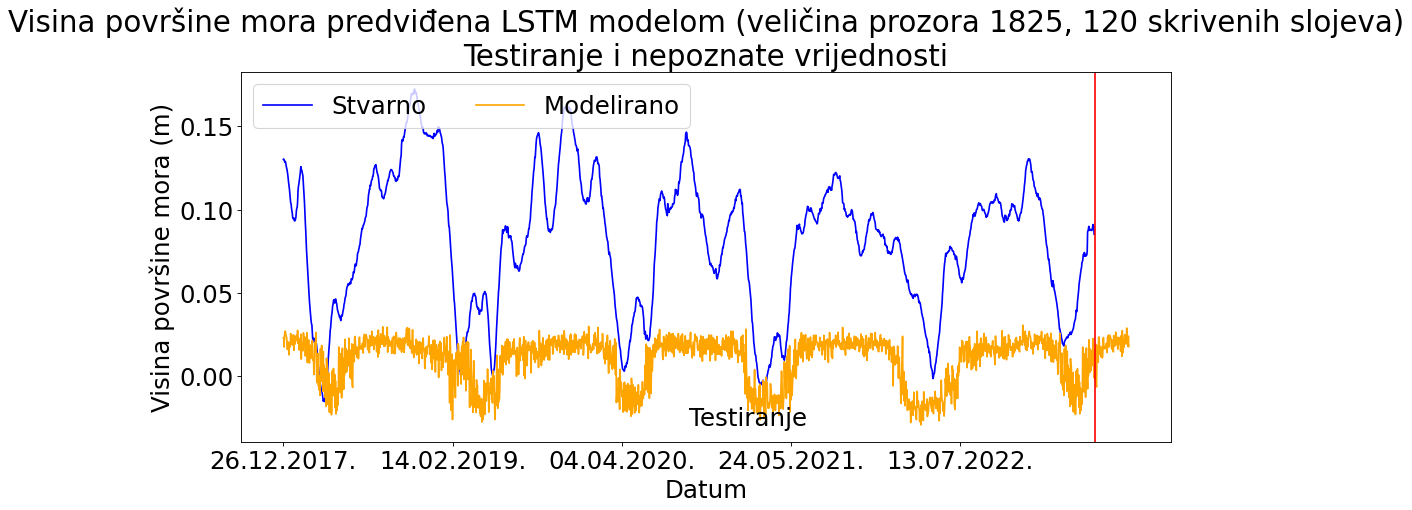 Visina površine mora predviđena LSTM modelom (veličina prozora 1825, 120 skrivenih slojeva)
Testiranje i nepoznate vrijednosti
Stvarno Modelirano
Visina površine mora (m)
0.15
0.10
0.05
0.00
Testiranje
26.12.2017. 14.02.2019. 04.04.2020. 24.05.2021. 13.07.2022.
Datum